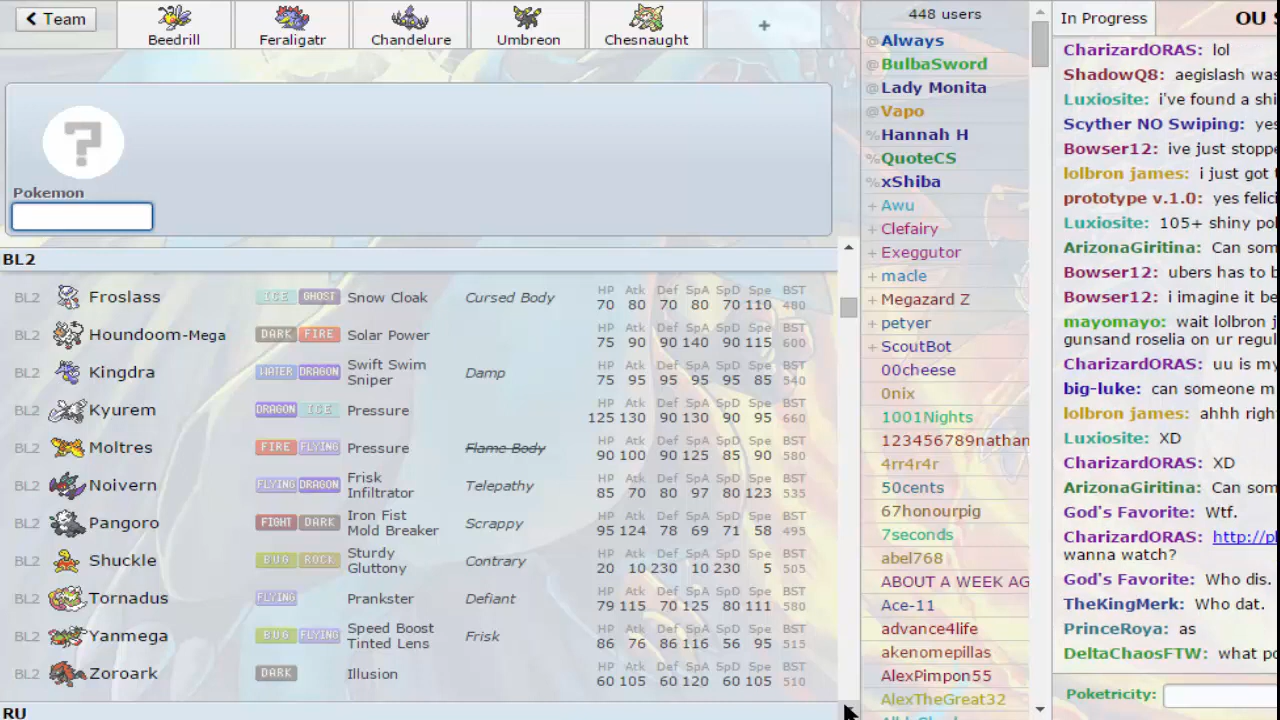 Team
Beedrill
Feraligatr
Chandelure
Umbreon
Chesnaught
+
Pokemon
BL2
HP Atk Def SpA SpD Spe BST
BL2 Froslass ICE GHOST Snow Cloak Cursed Body 70 80 70 80 70 110 480
HP Atk Def SpA SpD Spe BST
BL2 Houndoom-Mega DARK FIRE Solar Power 75 90 90 140 90 115 600
HP Atk Def SpA SpD Spe BST
BL2 Kingdra WATER DRAGON Swift Swim Sniper Damp 75 95 95 95 95 85 540
HP Atk Def SpA SpD Spe BST
BL2 Kyurem DRAGON ICE Pressure 125 130 90 130 90 95 660
HP Atk Def SpA SpD Spe BST
BL2 Moltres FIRE FLYING Pressure Flame Body 90 100 90 125 85 90 580
HP Atk Def SpA SpD Spe BST
BL2 Noivern FLYING DRAGON Frisk Infiltrator Telepathy 85 70 80 97 80 123 535
HP Atk Def SpA SpD Spe BST
BL2 Pangoro FIGHT DARK Iron Fist Mold Breaker Scrappy 95 124 78 69 71 58 495
HP Atk Def SpA SpD Spe BST
BL2 Shuckle BUG ROCK Sturdy Gluttony Contrary 20 10 230 10 230 5 505
HP Atk Def SpA SpD Spe BST
BL2 Tornadus FLYING Prankster Defiant 79 115 70 125 80 111 580
HP Atk Def SpA SpD Spe BST
BL2 Yanmega BUG FLYING Speed Boost Tinted Lens Frisk 86 76 86 116 56 95 515
HP Atk Def SpA SpD Spe BST
BL2 Zoroark DARK Illusion 60 105 60 120 60 105 510
RU
448 users
@Always
@BulbaSword
@Lady Monita
@Vapo
%Hannah H
%QuoteCS
%xShiba
+Awu
+Clefairy
+Exeggutor
+macle
+Megazard Z
+petyer
+ScoutBot
00cheese
0nix
1001Nights
123456789nathan
4rr4r4r
50cents
67honourpig
7seconds
abel768
ABOUT A WEEK AG
Ace-11
advance4life
akenomepillas
AlexPimpon55
AlexTheGreat32
In Progress
OU S
CharizardORAS: lol
ShadowQ8: aegislash was
Luxiosite: i've found a shi
Scyther NO Swiping: yes
Bowser12: ive just stoppe
lolbron james: i just got t
prototype v.1.0: yes felic
Luxiosite: 105+ shiny pol
ArizonaGiritina: Can som
Bowser12: ubers has to b
Bowser12: i imagine it be
mayomayo: wait lolbron j
gunsand roselia on ur regul
CharizardORAS: uu is my
big-luke: can someone m
lolbron james: ahhh righ
Luxiosite: XD
CharizardORAS: XD
ArizonaGiritina: Can som
God's Favorite: Wtf.
CharizardORAS: http://pl
wanna watch?
God's Favorite: Who dis.
TheKingMerk: Who dat.
PrinceRoya: as
DeltaChaosFTW: what po
Poketricity: